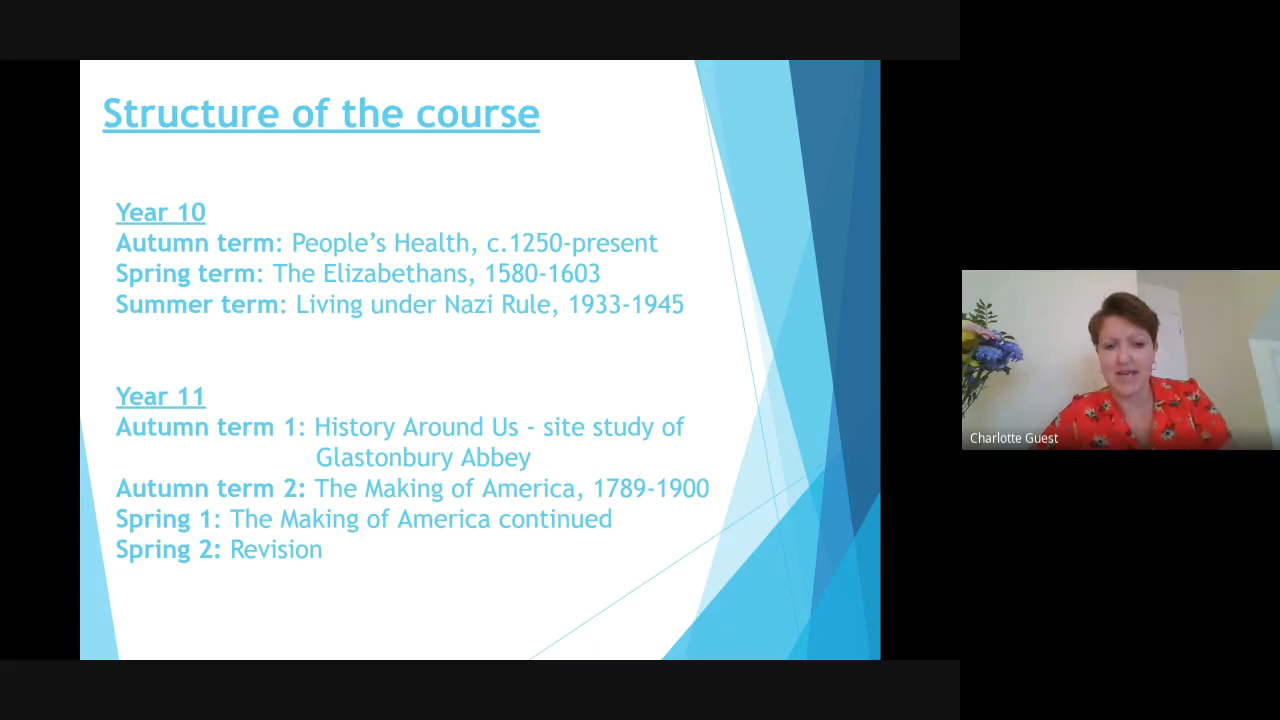 Structure of the course
Year 10
Autumn term: People’s Health, c.1250-present
Spring term: The Elizabethans, 1580-1603
Summer term: Living under Nazi Rule, 1933-1945
Year 11
Autumn term 1: History Around Us - site study of
Glastonbury Abbey
Autumn term 2: The Making of America, 1789-1900
Spring 1: The Making of America continued
Spring 2: Revision
Charlotte Guest